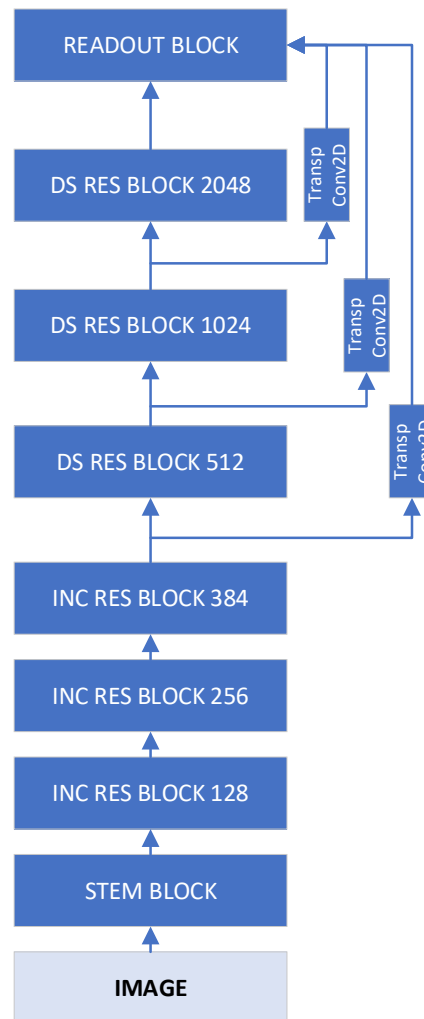 READOUT BLOCK
Transp
Conv2D
DS RES BLOCK 2048
DS RES BLOCK 1024
Transp
Conv2D
DS RES BLOCK 512
Transp
Conv2D
INC RES BLOCK 384
INC RES BLOCK 256
INC RES BLOCK 128
STEM BLOCK
IMAGE